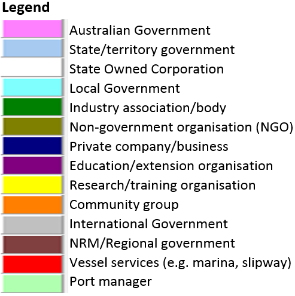 Legend
Australian Government
State/territory government
State Owned Corporation
Local Government
Industry association/body
Non-government organisation (NGO)
Private company/business
Education/extension organisation
Research/training organisation
Community group
International Government
NRM/Regional government
Vessel services (e.g. marina, slipway)
Port manager